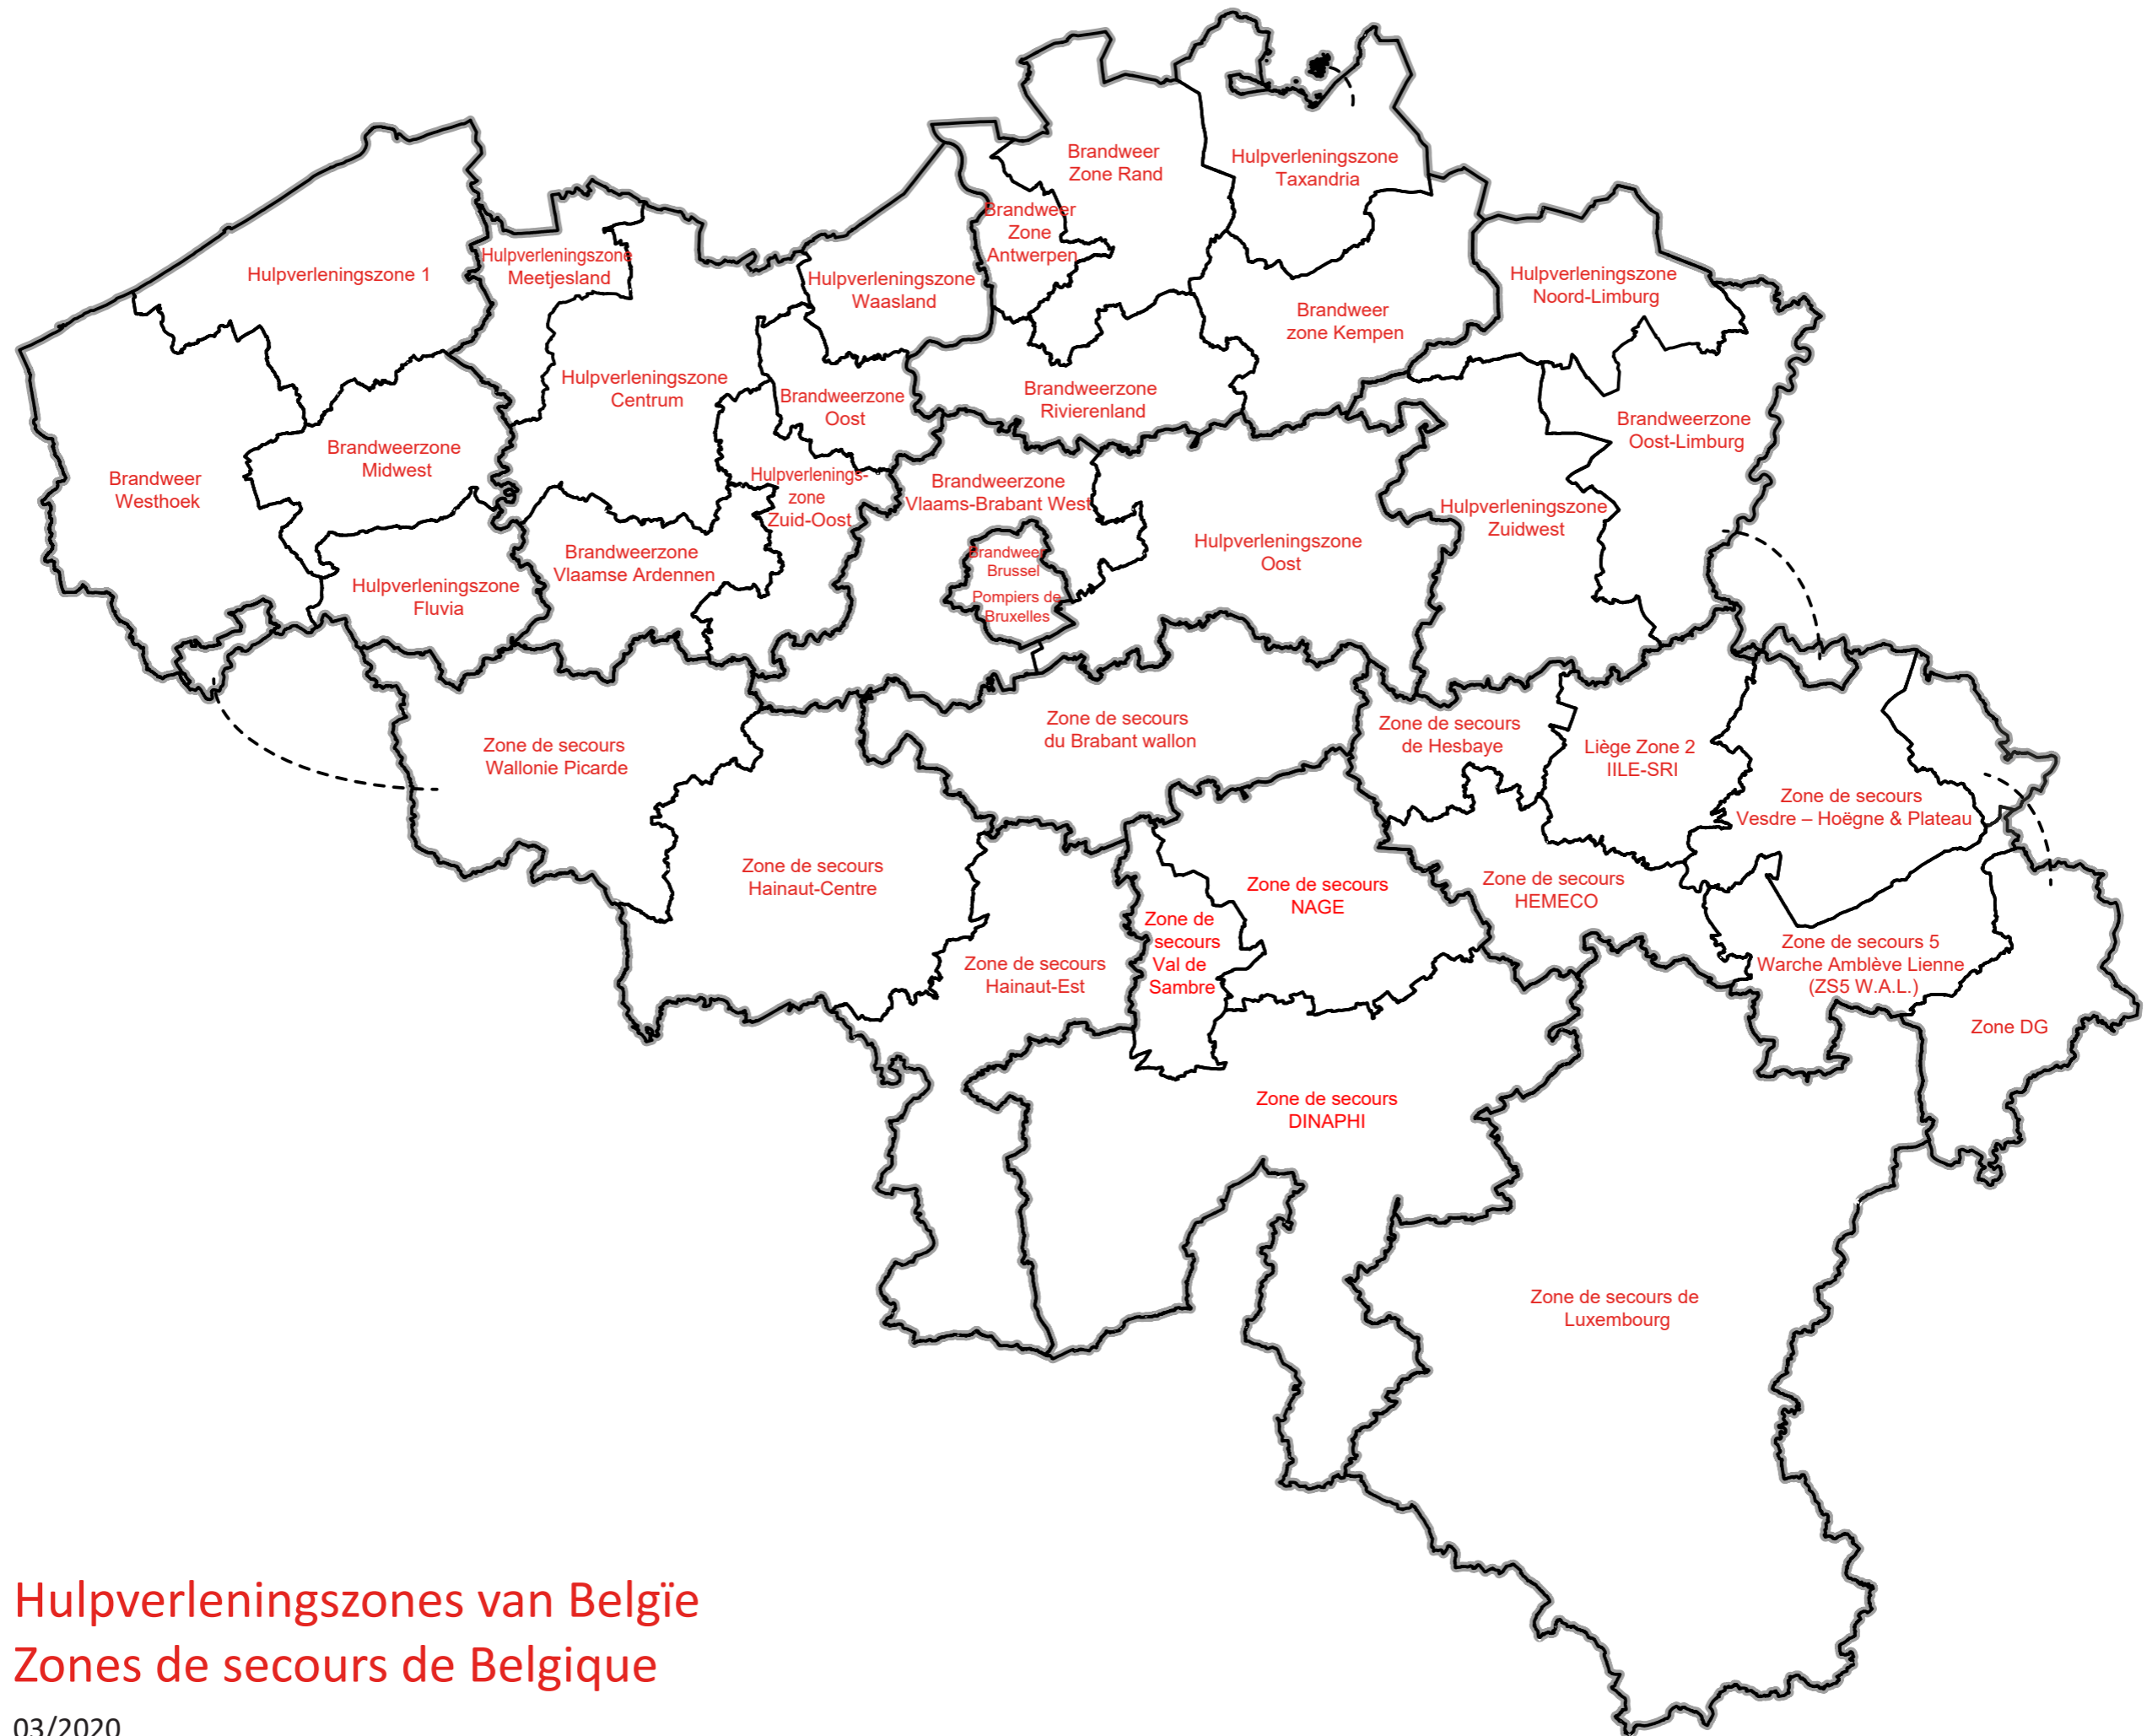 Brandweer
Zone Rand
Hulpverleningszone
Taxandria
Brandweer
Zone
Antwerpen
Hulpverleningszone 1
Hulpverleningszone
Meetjesland
Hulpverleningszone
Waasland
Hulpverleningszone
Noord-Limburg
Brandweer
zone Kempen
Hulpverleningszone
Centrum
Brandweerzone
Oost
Brandweerzone
Rivierenland
Brandweerzone
Oost-Limburg
Brandweerzone
Midwest
Brandweer
Westhoek
Hulpverlenings-
zone
Zuid-Oost
Brandweerzone
Vlaams-Brabant West
Hulpverleningszone
Zuidwest
Hulpverleningszone
Oost
Brandweerzone
Vlaamse Ardennen
Brandweer
Brussel
Pompiers de
Bruxelles
Hulpverleningszone
Fluvia
Zone de secours
Wallonie Picarde
Zone de secours
du Brabant wallon
Zone de secours
de Hesbaye
Liège Zone 2
IILE-SRI
Zone de secours
Vesdre – Hoëgne & Plateau
Zone de secours
Hainaut-Centre
Zone de secours
NAGE
Zone de secours
HEMECO
Zone de
secours
Val de
Sambre
Zone de secours
Hainaut-Est
Zone de secours 5
Warche Amblève Lienne
(ZS5 W.A.L.)
Zone DG
Zone de secours
DINAPHI
Zone de secours de
Luxembourg
Hulpverleningszones van Belgïe
Zones de secours de Belgique
03/2020